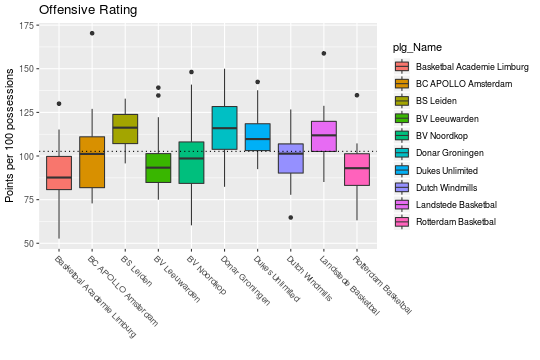 Offensive Rating
Points per 100 possessions
175
150
125
100
75
50
Basketbal Academie Limburg
BC APOLLO Amsterdam
BS Leiden
BV Leeuwarden
BV Noordkop
Donar Groningen
Dukes Unlimited
Dutch Windmills
Landstede Basketbal
Rotterdam Basketbal
plg_Name
Basketbal Academie Limburg
BC APOLLO Amsterdam
BS Leiden
BV Leeuwarden
BV Noordkop
Donar Groningen
Dukes Unlimited
Dutch Windmills
Landstede Basketbal
Rotterdam Basketbal